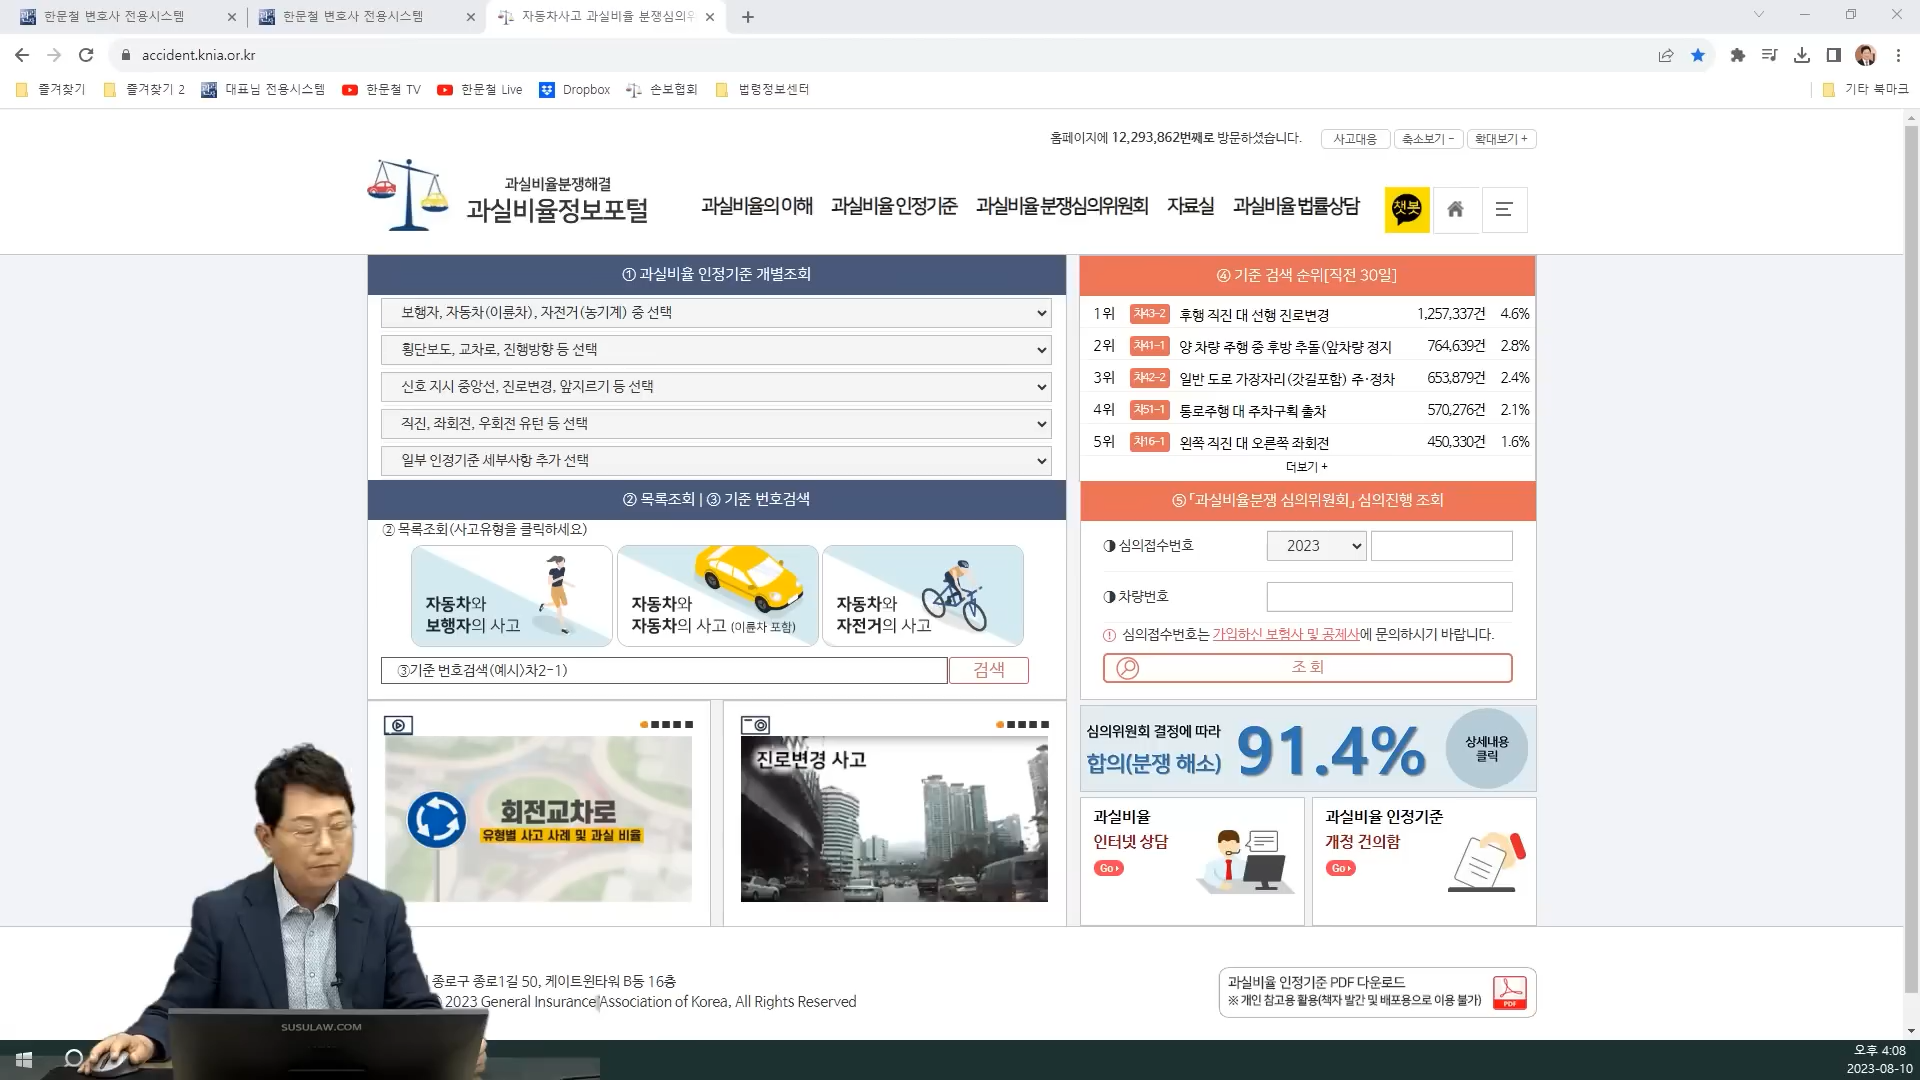 한문철 변호사 전용시스템
한문철 변호사 전용시스템
자동차사고 과실비율 분쟁심의위
accident.knia.or.kr
즐겨찾기
즐겨찾기 2
대표님 전용시스템
한문철 TV
한문철 Live
Dropbox
손보협회
법령정보센터
기타 북마크
홈페이지에 12,293,862번째로 방문하셨습니다.
사고대응
축소보기 -
확대보기 +
과실비율분쟁해결
과실비율정보포털
과실비율의 이해
과실비율 인정기준
과실비율 분쟁심의위원회
자료실
과실비율 법률상담
챗봇
① 과실비율 인정기준 개별조회
보행자, 자동차(이륜차), 자전거(농기계) 중 선택
횡단보도, 교차로, 진행방향 등 선택
신호 지시 중앙선, 진로변경, 앞지르기 등 선택
직진, 좌회전, 우회전 유턴 등 선택
일부 인정기준 세부사항 추가 선택
④ 기준 검색 순위[직전 30일]
1위 차43-2 후행 직진 대 선행 진로변경 1,257,337건 4.6%
2위 차41-1 양 차량 주행 중 후방 추돌(앞차량 정지 764,639건 2.8%
3위 차42-2 일반 도로 가장자리(갓길포함) 주·정차 653,879건 2.4%
4위 차51-1 통로주행 대 주차구획 출차 570,276건 2.1%
5위 차16-1 왼쪽 직진 대 오른쪽 좌회전 450,330건 1.6%
더보기 +
② 목록조회 | ③ 기준 번호검색
② 목록조회(사고유형을 클릭하세요)
자동차와
보행자의 사고
자동차와
자동차의 사고 (이륜차 포함)
자동차와
자전거의 사고
③기준 번호검색(예시)차2-1)
검색
⑤ 「과실비율분쟁 심의위원회」 심의진행 조회
심의접수번호
2023
차량번호
심의접수번호는 가입하신 보험사 및 공제사에 문의하시기 바랍니다.
조 회
회전교차로
유형별 사고 사례 및 과실 비율
진로변경 사고
심의위원회 결정에 따라
합의(분쟁 해소)
91.4%
상세내용
클릭
과실비율
인터넷 상담
Go
과실비율 인정기준
개정 건의함
Go
종로구 종로1길 50, 케이트윈타워 B동 16층
2023 General Insurance Association of Korea, All Rights Reserved
과실비율 인정기준 PDF 다운로드
※ 개인 참고용 활용(책자 발간 및 배포용으로 이용 불가)
PDF
SUSULAW.COM
오후 4:08
2023-08-10